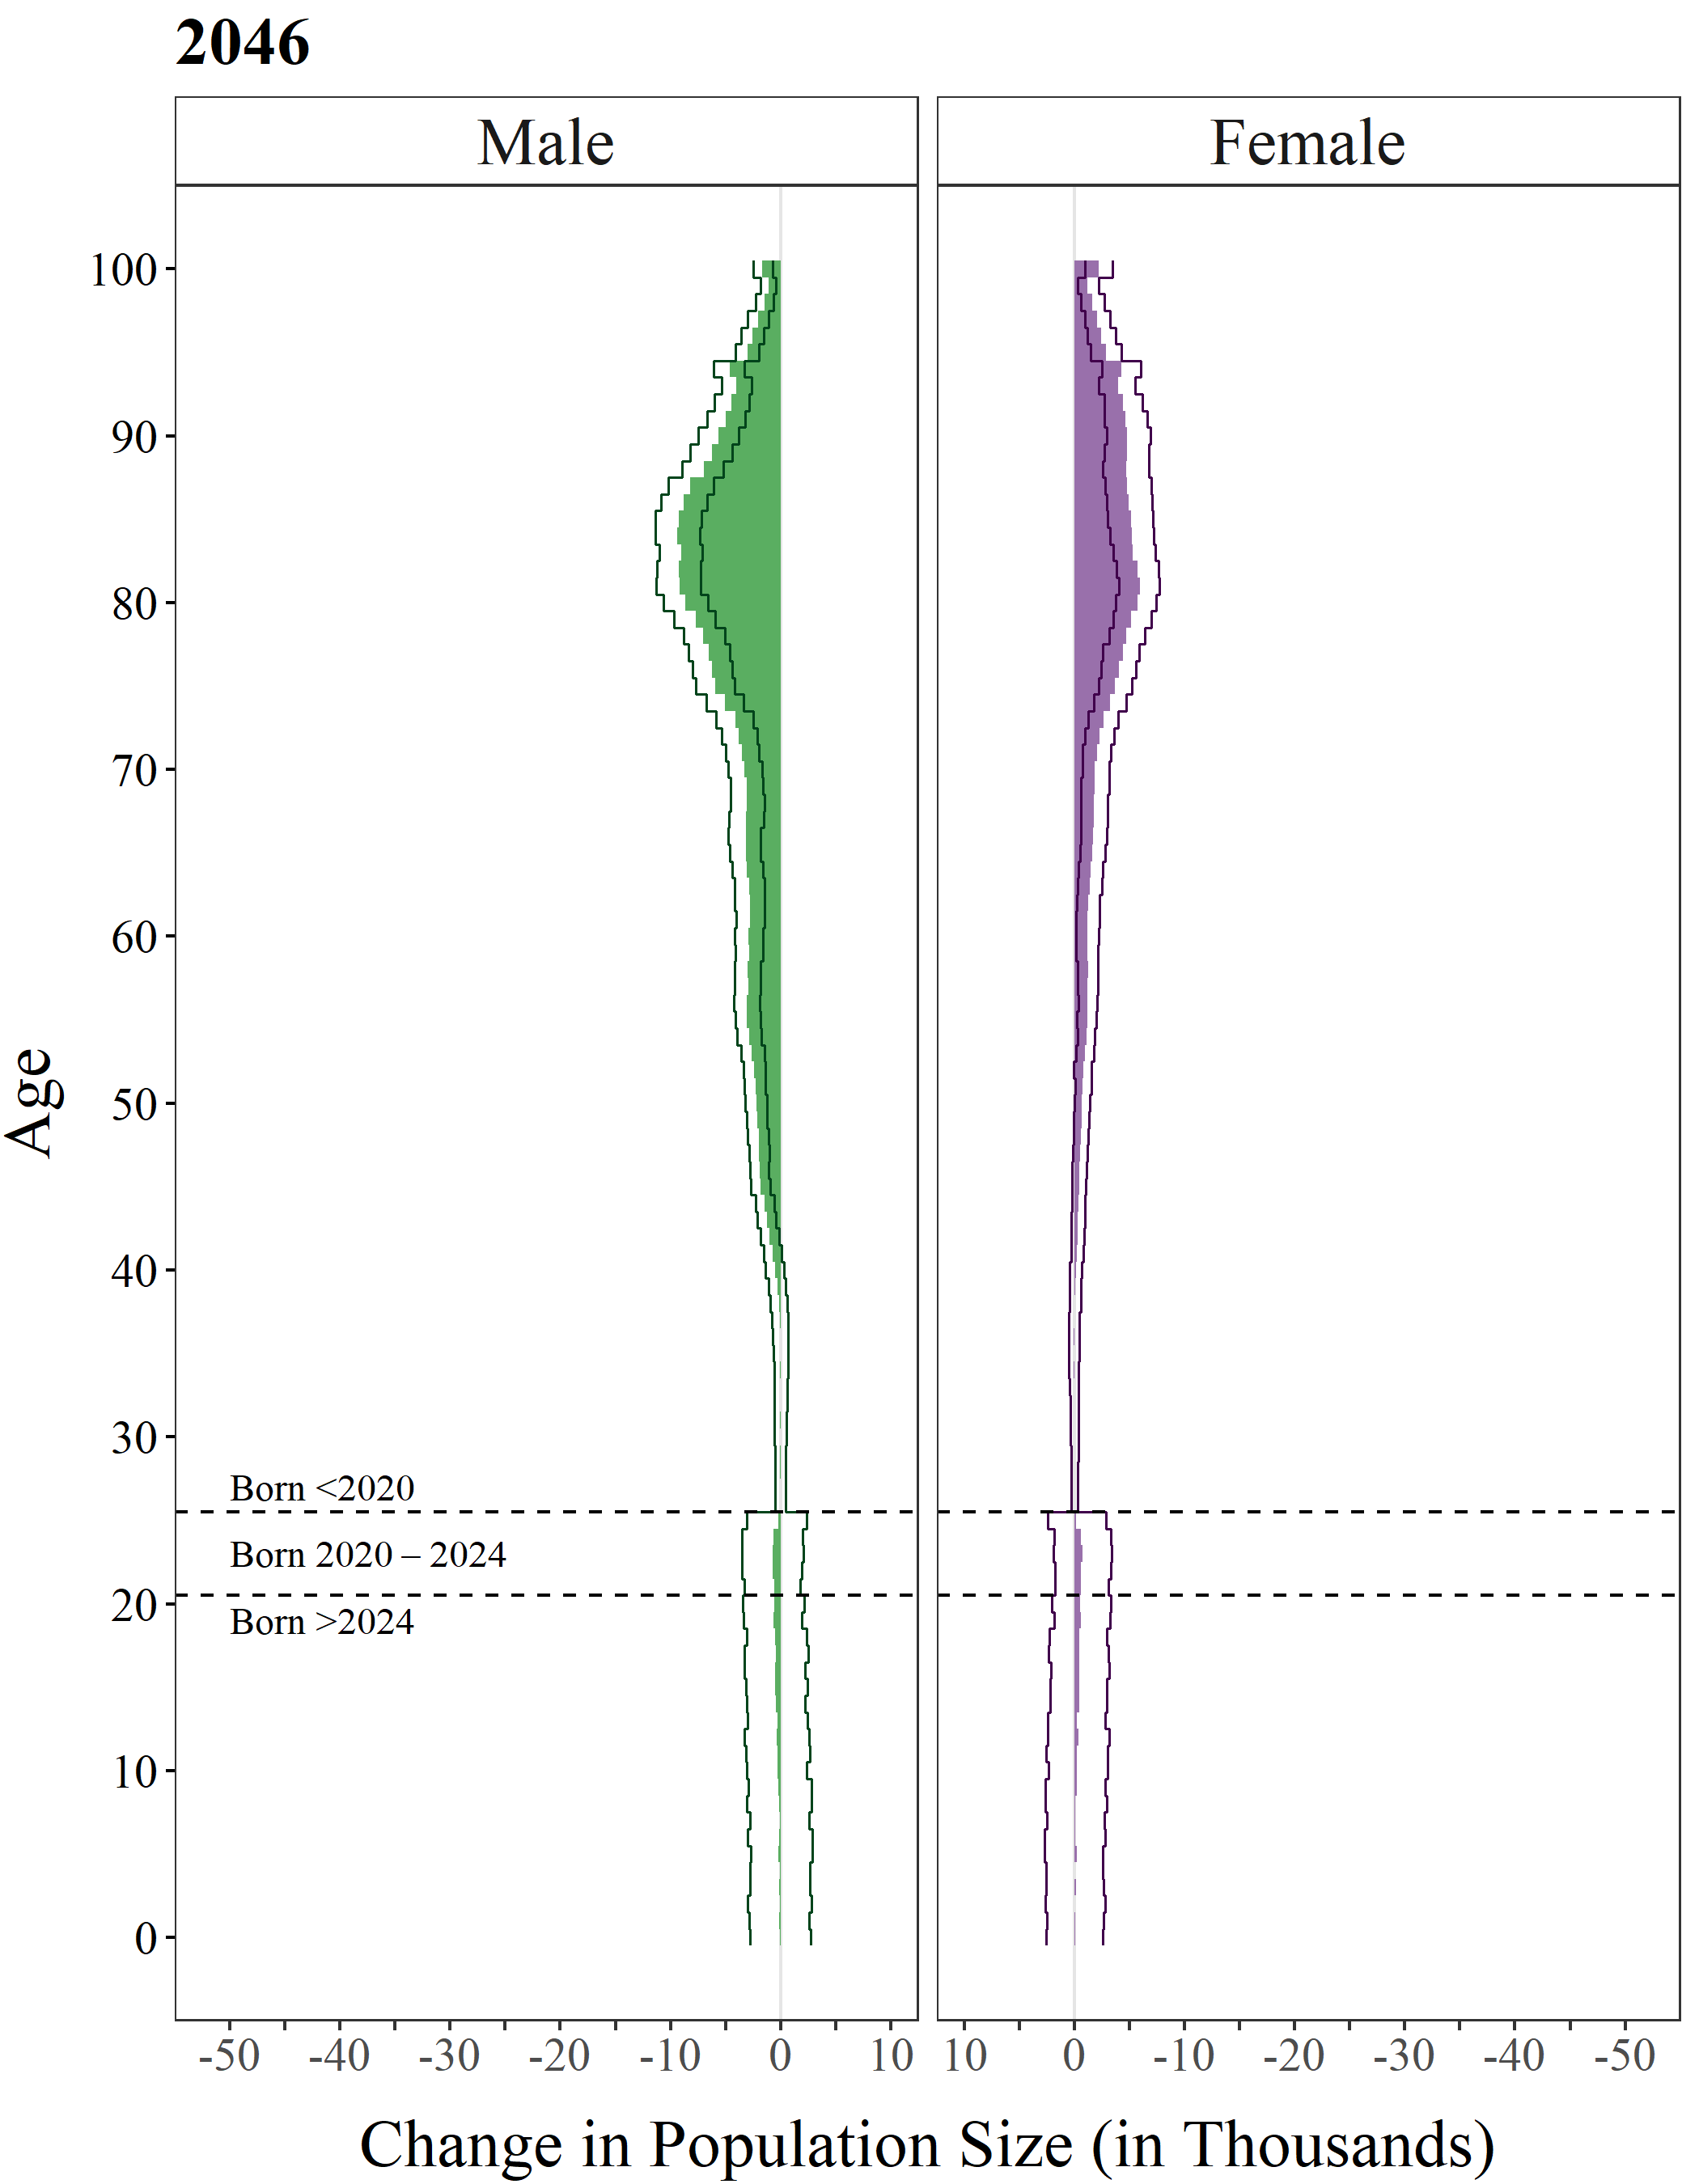 2046
Male
Female
100
90
80
70
60
50
40
30
20
10
0
Age
Born <2020
Born 2020 – 2024
Born >2024
-50 -40 -30 -20 -10 0 10
10 0 -10 -20 -30 -40 -50
Change in Population Size (in Thousands)